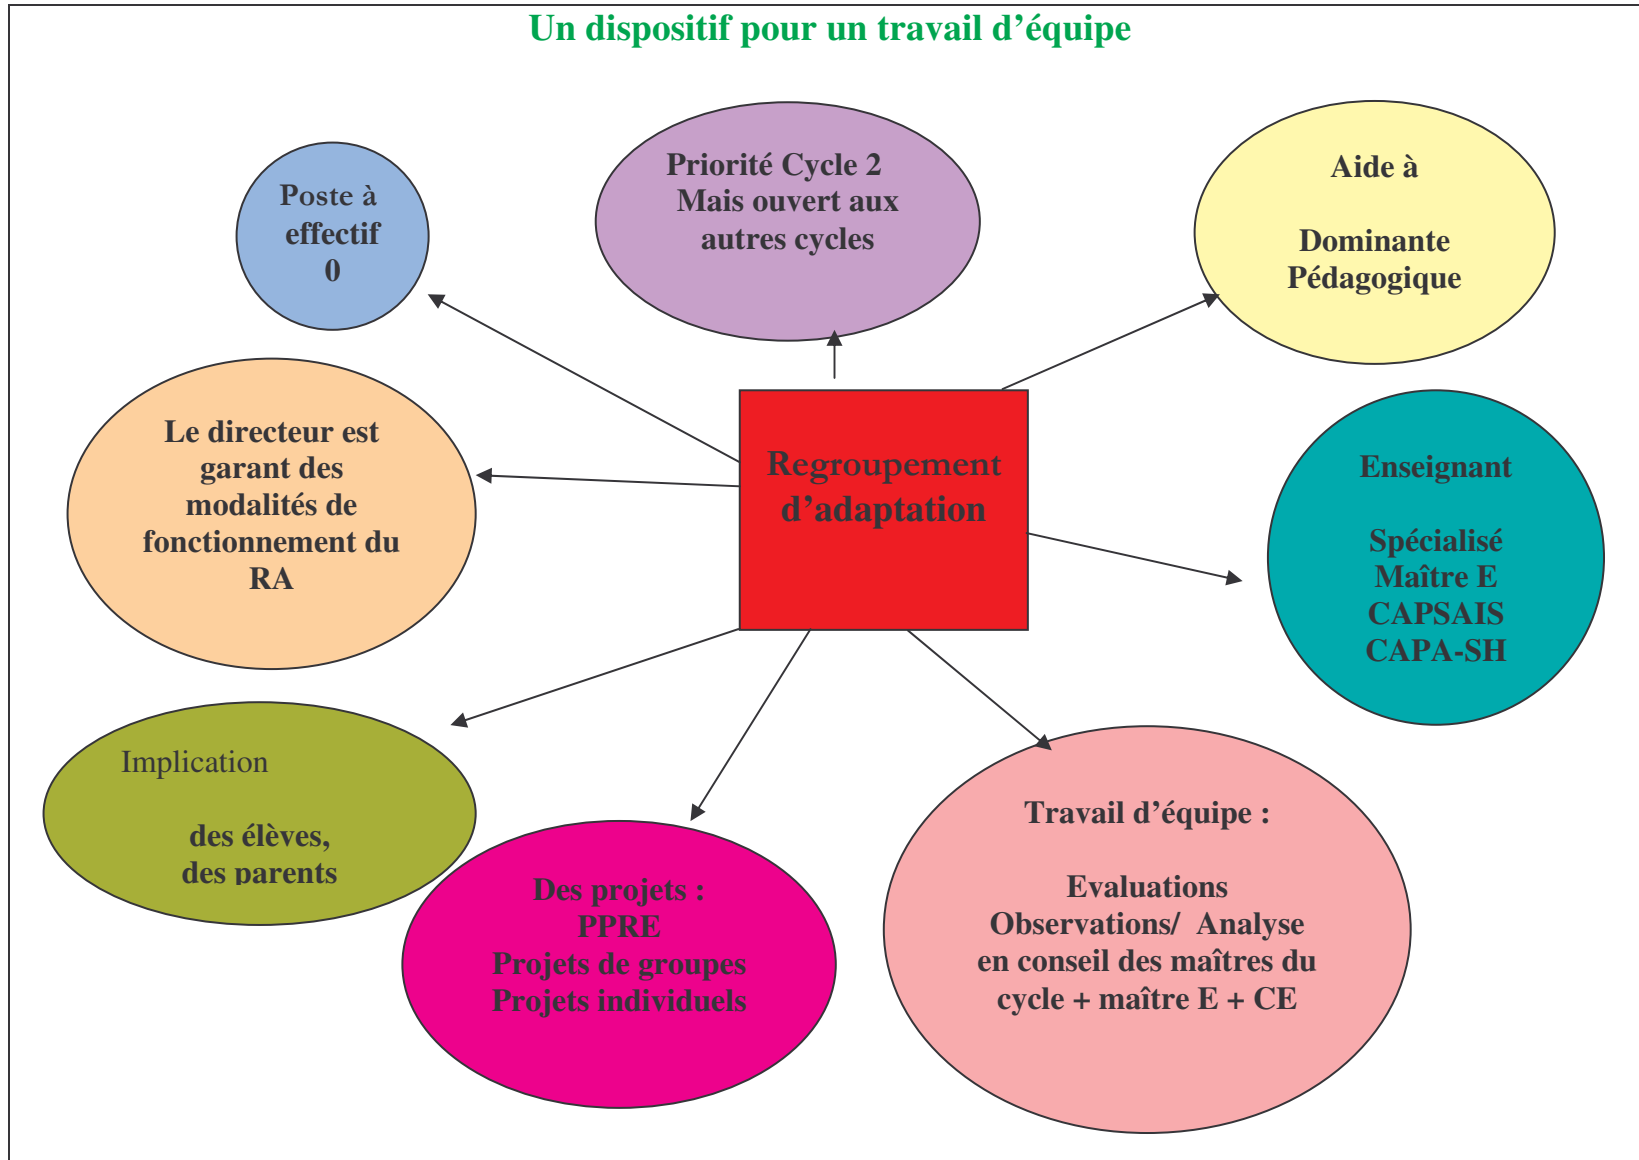 Un dispositif pour un travail d’équipe
Poste à
effectif
0
Priorité Cycle 2
Mais ouvert aux
autres cycles
Aide à
Dominante
Pédagogique
Le directeur est
garant des
modalités de
fonctionnement du
RA
Regroupement
d’adaptation
Enseignant
Spécialisé
Maître E
CAPSAIS
CAPA-SH
Implication
des élèves,
des parents
Des projets :
PPRE
Projets de groupes
Projets individuels
Travail d’équipe :
Evaluations
Observations/ Analyse
en conseil des maîtres du
cycle + maître E + CE